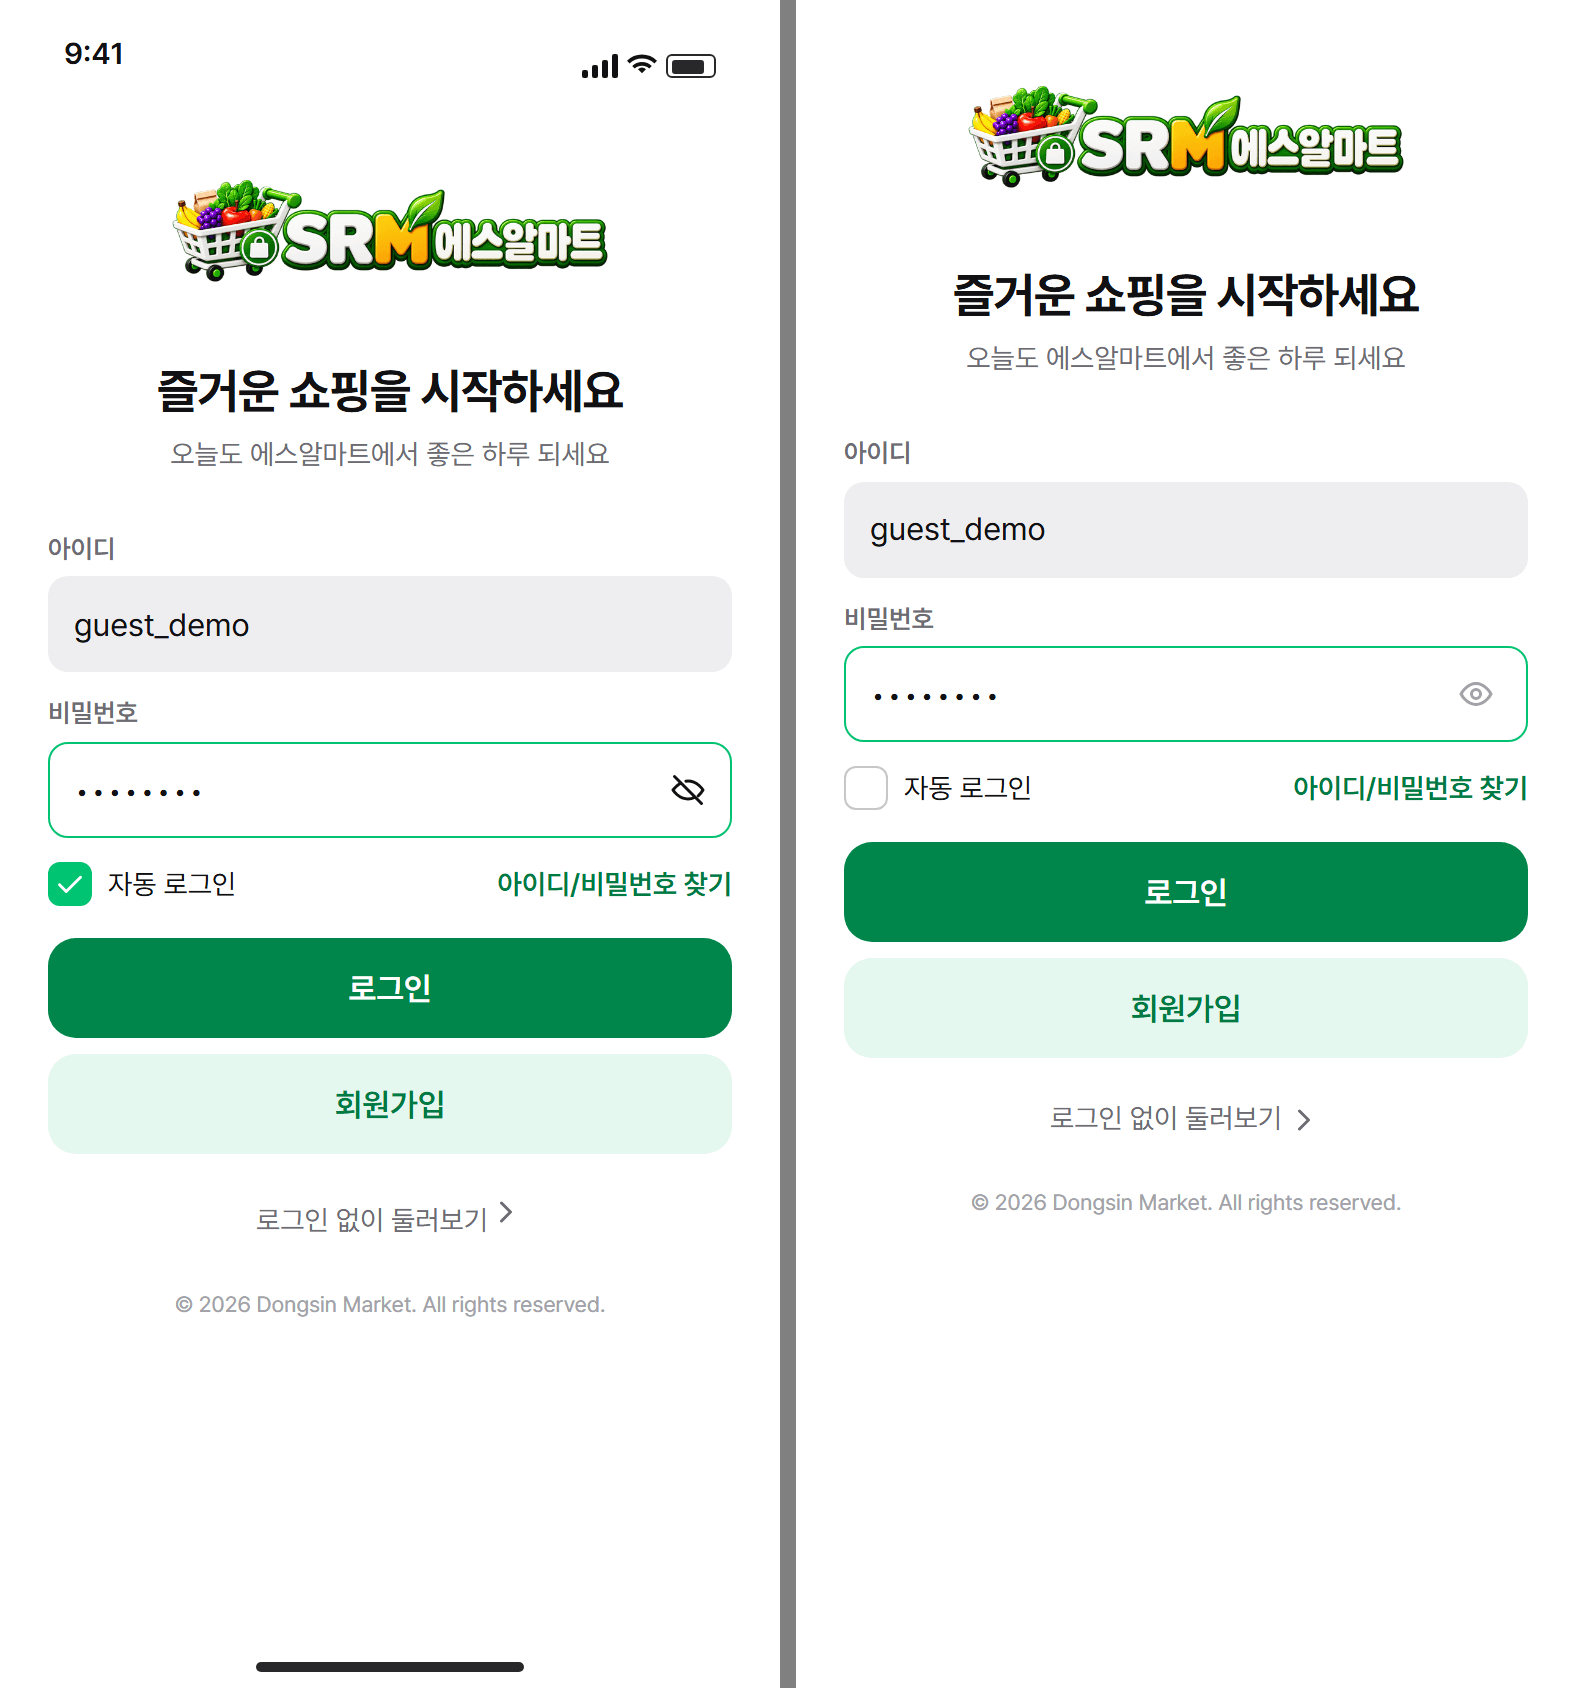 9:41
SRM에스알마트
즐거운 쇼핑을 시작하세요
오늘도 에스알마트에서 좋은 하루 되세요
아이디
guest_demo
비밀번호
••••••••
자동 로그인
아이디/비밀번호 찾기
로그인
회원가입
로그인 없이 둘러보기
© 2026 Dongsin Market. All rights reserved.
SRM에스알마트
즐거운 쇼핑을 시작하세요
오늘도 에스알마트에서 좋은 하루 되세요
아이디
guest_demo
비밀번호
••••••••
자동 로그인
아이디/비밀번호 찾기
로그인
회원가입
로그인 없이 둘러보기
© 2026 Dongsin Market. All rights reserved.